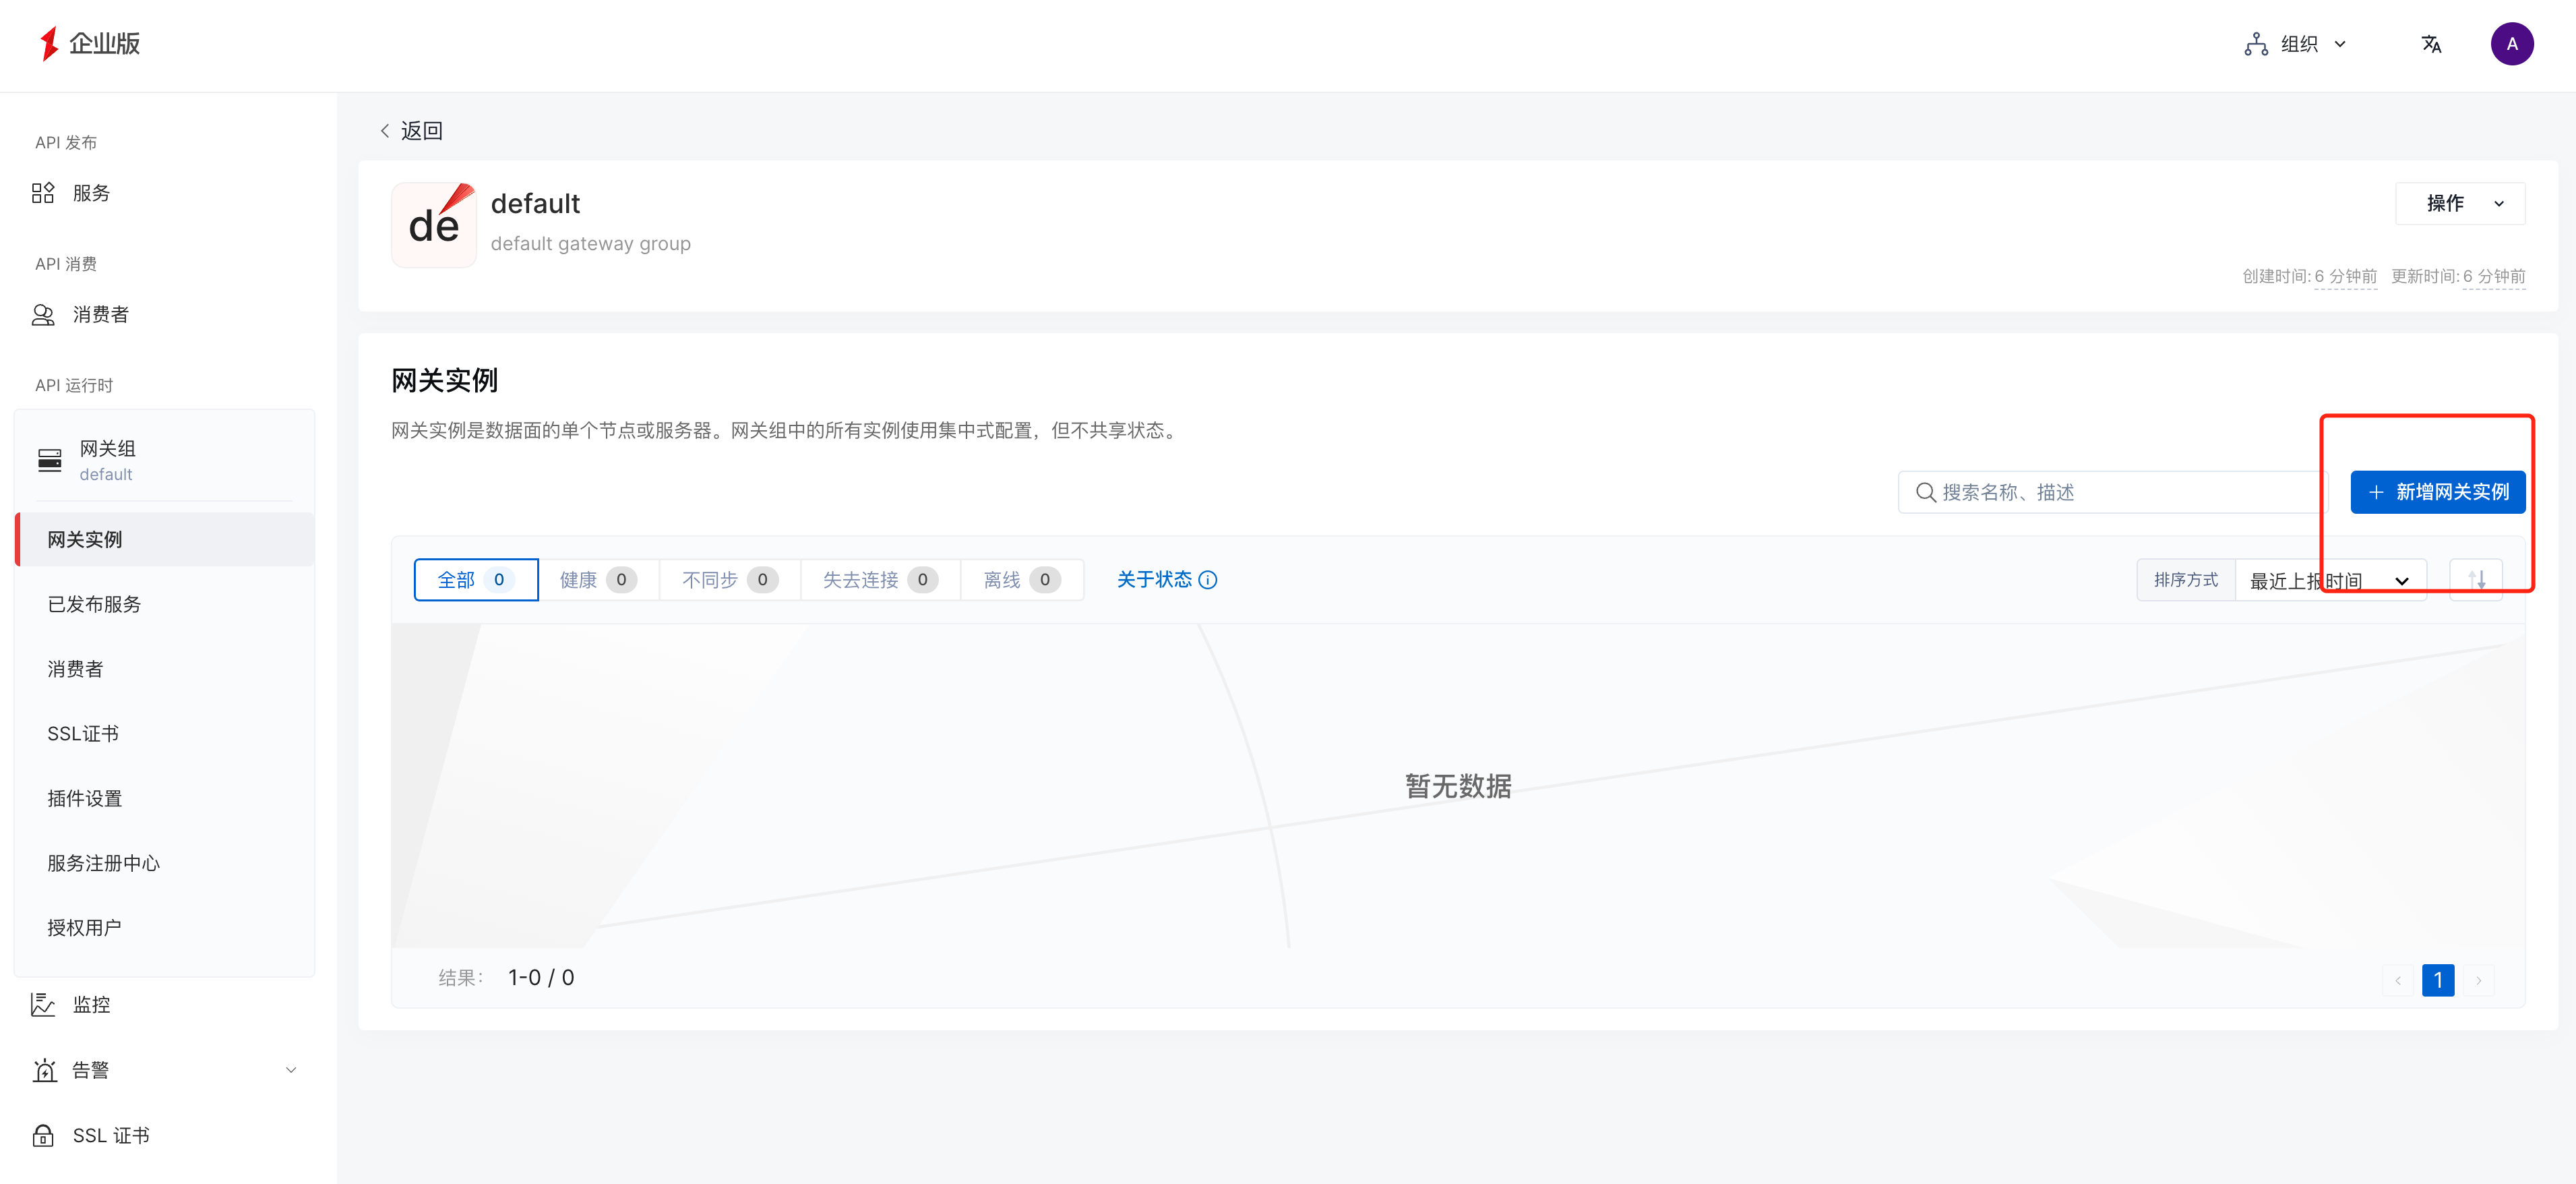 企业版
组织
A
API 发布
服务
API 消费
消费者
API 运行时
网关组
default
网关实例
已发布服务
消费者
SSL证书
插件设置
服务注册中心
授权用户
监控
告警
SSL 证书
返回
de
default
default gateway group
操作
创建时间: 6 分钟前 更新时间: 6 分钟前
网关实例
网关实例是数据面的单个节点或服务器。网关组中的所有实例使用集中式配置，但不共享状态。
搜索名称、描述
新增网关实例
全部 0 健康 0 不同步 0 失去连接 0 离线 0 关于状态
排序方式 最近上报时间
暂无数据
结果： 1-0 / 0
1